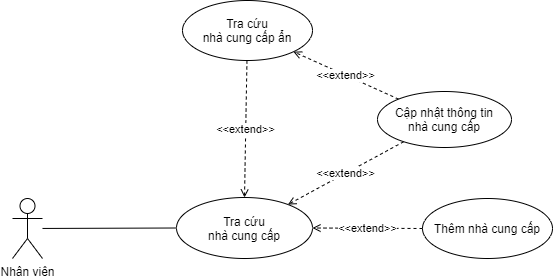 Tra cứu
nhà cung cấp ẩn
<<extend>>
Cập nhật thông tin
nhà cung cấp
<<extend>>
<<extend>>
Tra cứu
nhà cung cấp
<<extend>>
Thêm nhà cung cấp
Nhân viên